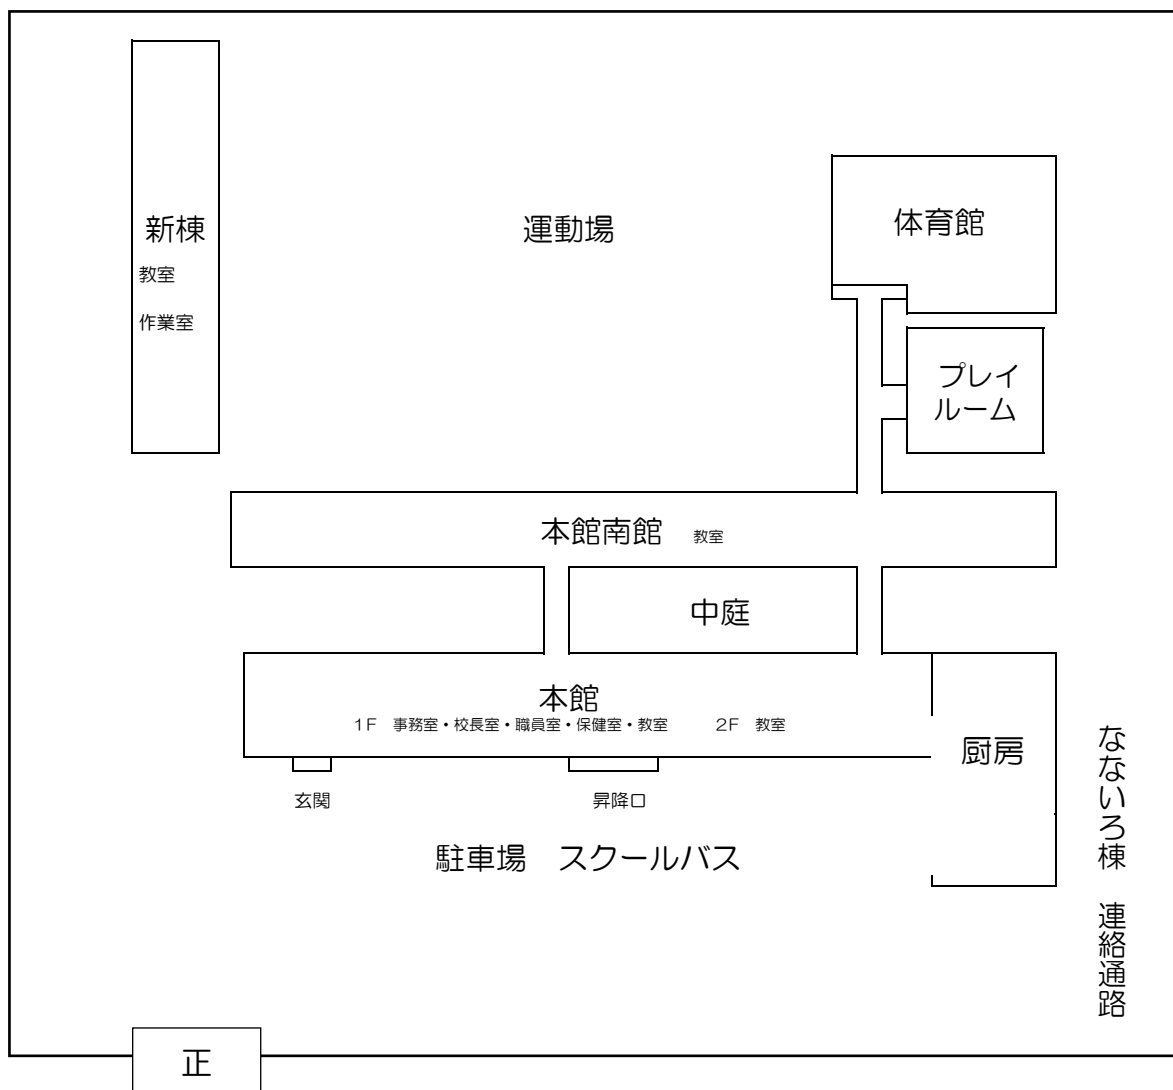 新棟
教室
作業室
運動場
体育館
プレイ
ルーム
本館南館 教室
中庭
本館
1F 事務室・校長室・職員室・保健室・教室 2F 教室
厨房
なないろ棟 連絡通路
玄関
昇降口
駐車場 スクールバス
正